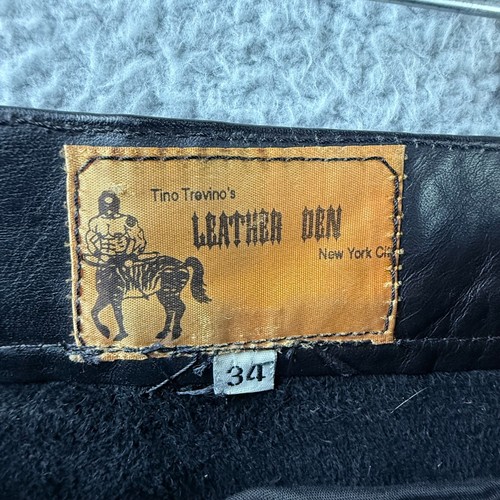 Tino Trevino's
LEATHER DEN
New York Ci
34